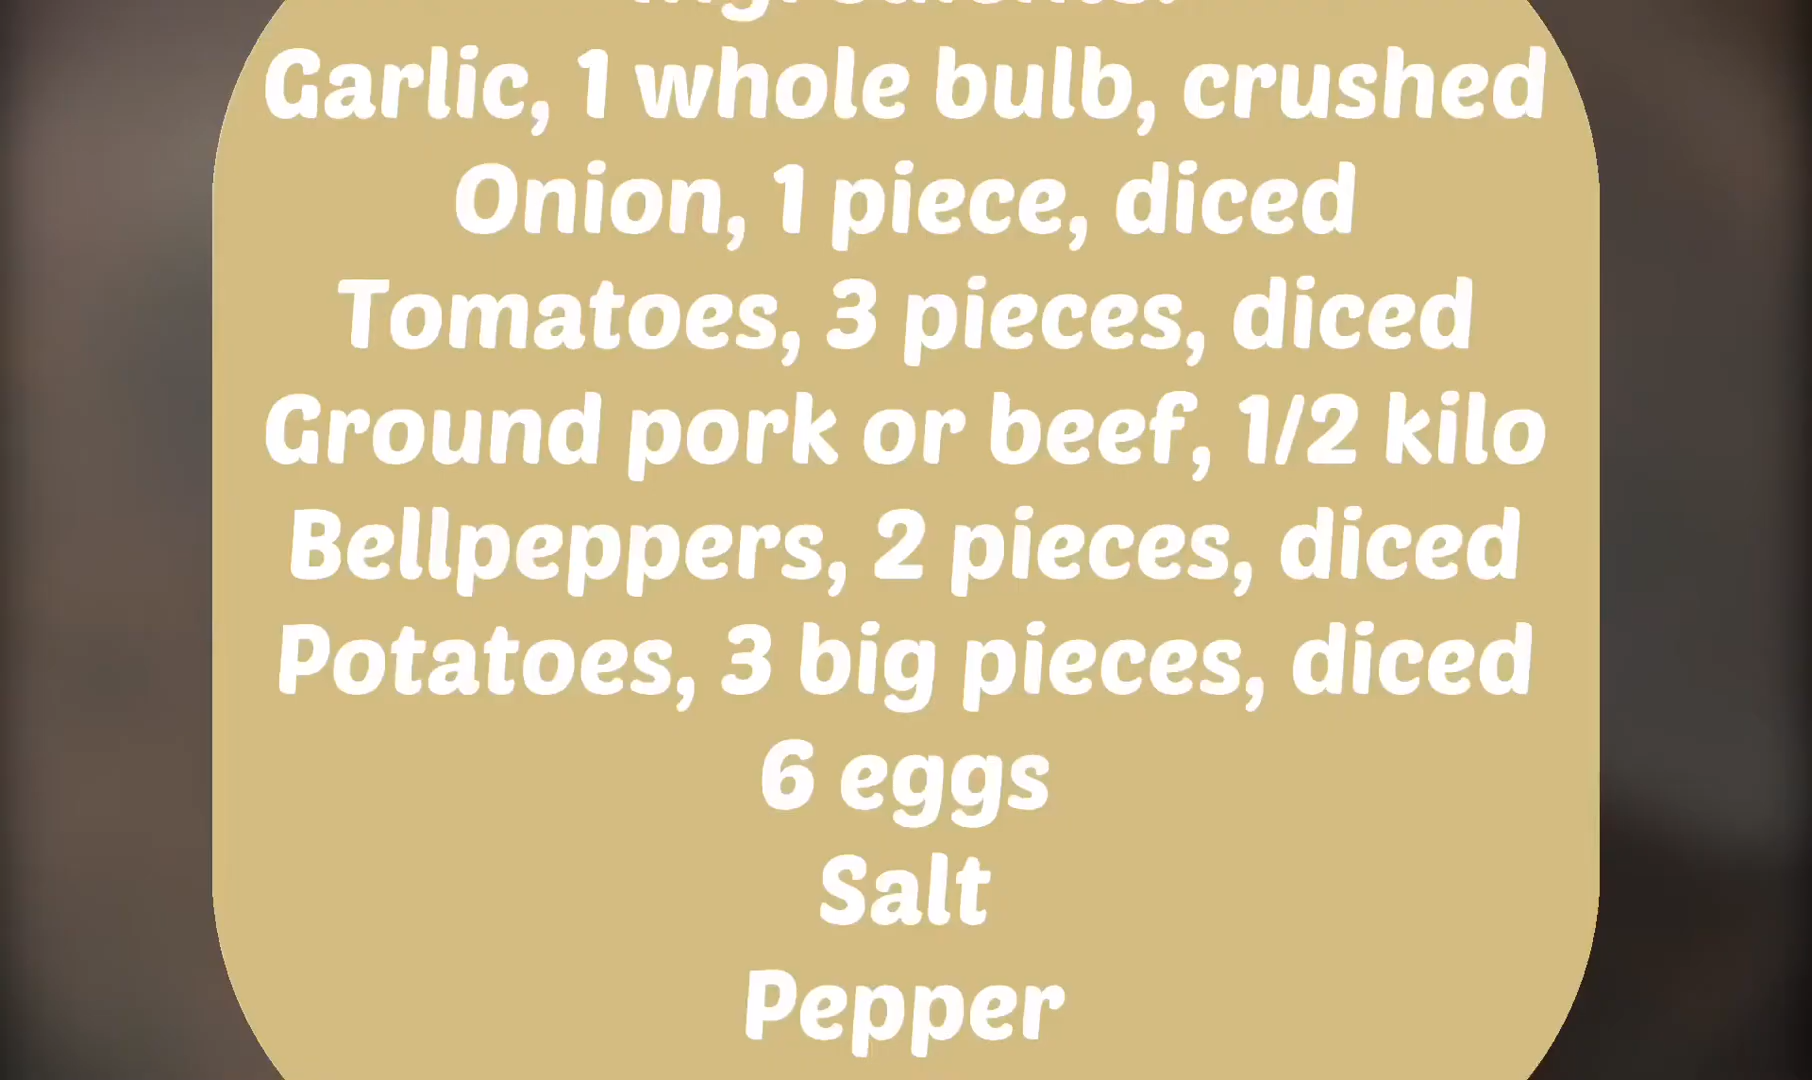 Ingredients:
Garlic, 1 whole bulb, crushed
Onion, 1 piece, diced
Tomatoes, 3 pieces, diced
Ground pork or beef, 1/2 kilo
Bellpeppers, 2 pieces, diced
Potatoes, 3 big pieces, diced
6 eggs
Salt
Pepper